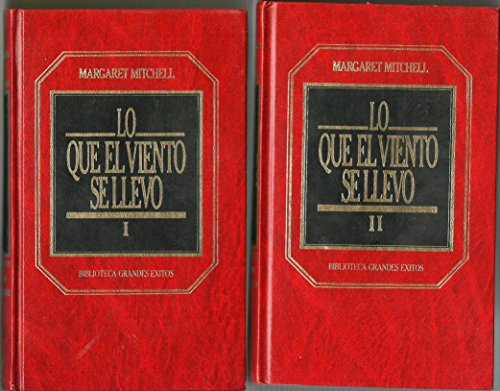 MARGARET MITCHELL
LO
QUE EL VIENTO
SE LLEVO
I
BIBLIOTECA GRANDES EXITOS
MARGARET MITCHELL
LO
QUE EL VIENTO
SE LLEVO
II
BIBLIOTECA GRANDES EXITOS